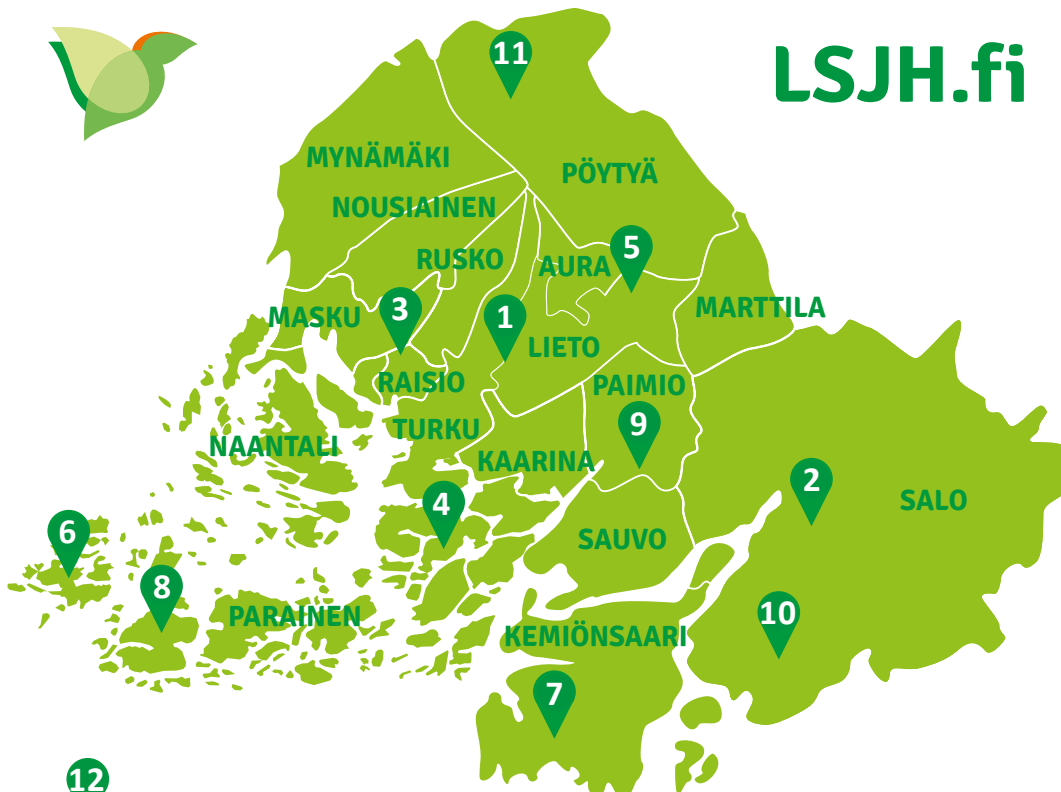 11
LSJH.fi
MYNÄMÄKI
PÖYTYÄ
NOUSIAINEN
RUSKO
AURA
5
MASKU
3
1
MARTTILA
LIETO
RAISIO
PAIMIO
NAANTALI
TURKU
9
KAARINA
2
SALO
4
6
SAUVO
8
PARAINEN
10
KEMIÖNSAARI
7
12